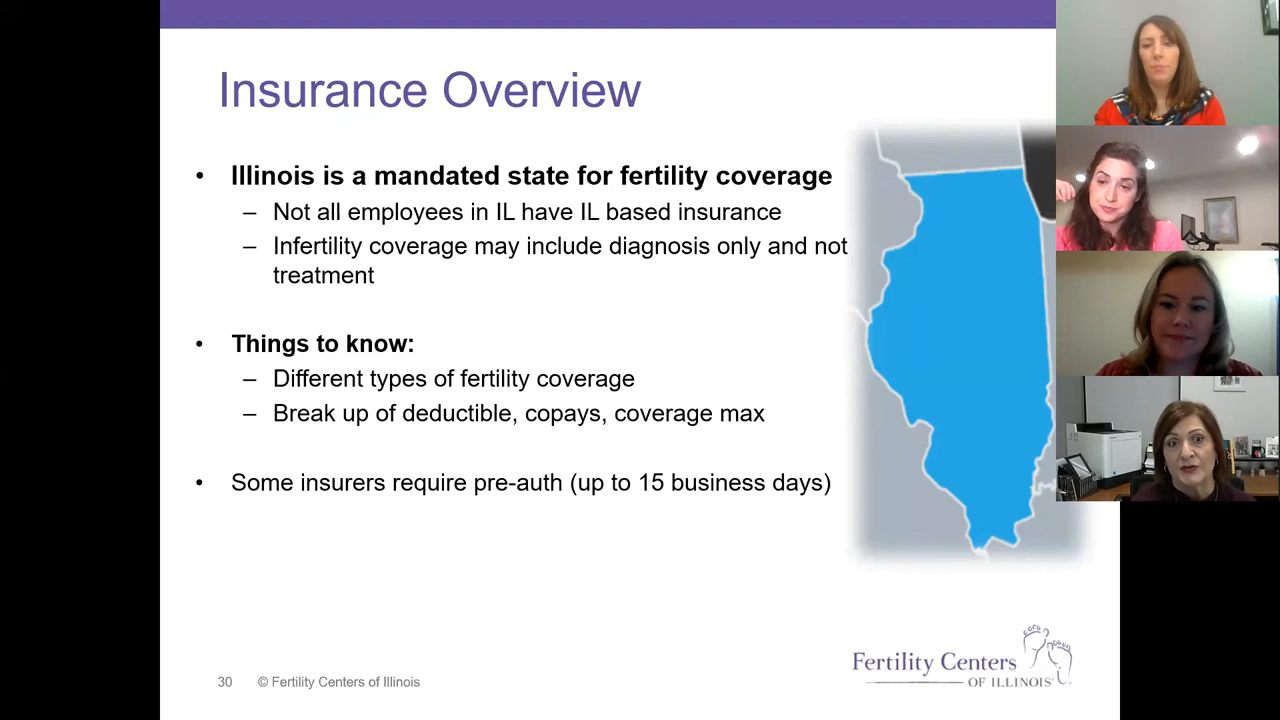 Insurance Overview
• Illinois is a mandated state for fertility coverage
– Not all employees in IL have IL based insurance
– Infertility coverage may include diagnosis only and not
treatment
• Things to know:
– Different types of fertility coverage
– Break up of deductible, copays, coverage max
• Some insurers require pre-auth (up to 15 business days)
Fertility Centers
OF ILLINOIS
30 © Fertility Centers of Illinois